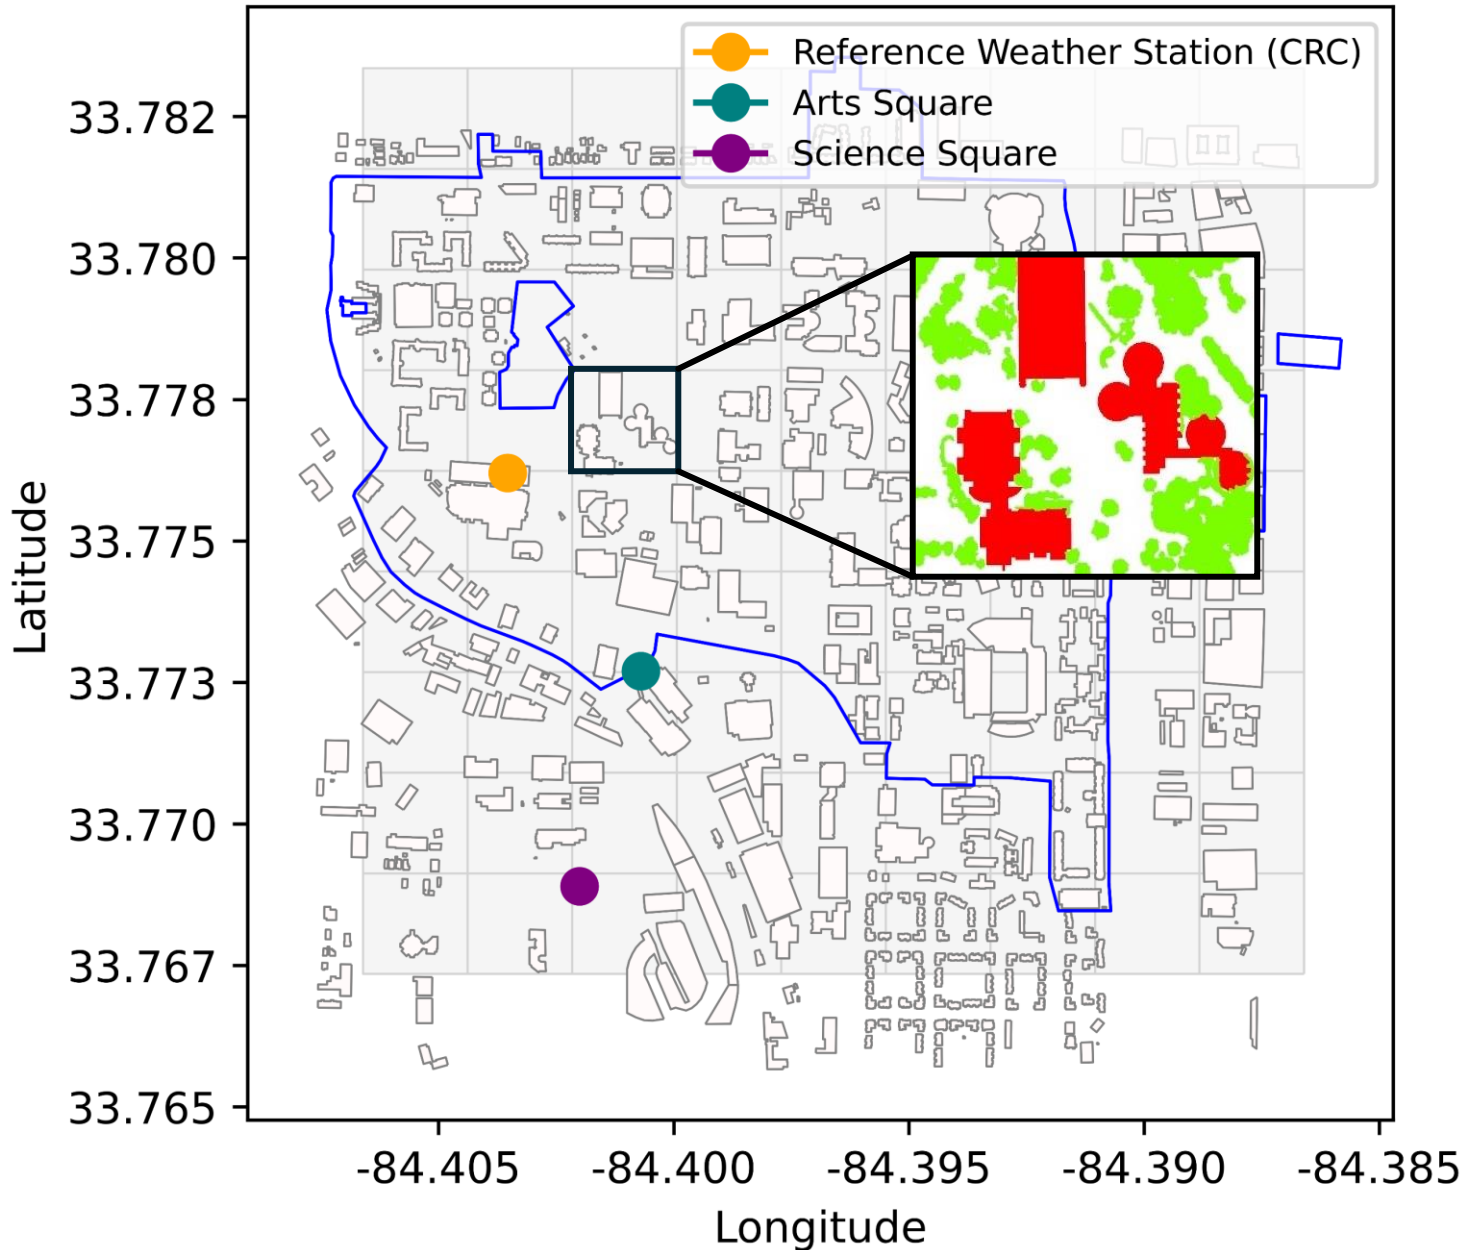 Reference Weather Station (CRC)
Arts Square
Science Square
33.782
33.780
33.778
33.775
33.773
33.770
33.767
33.765
Latitude
-84.405
-84.400
-84.395
-84.390
-84.385
Longitude